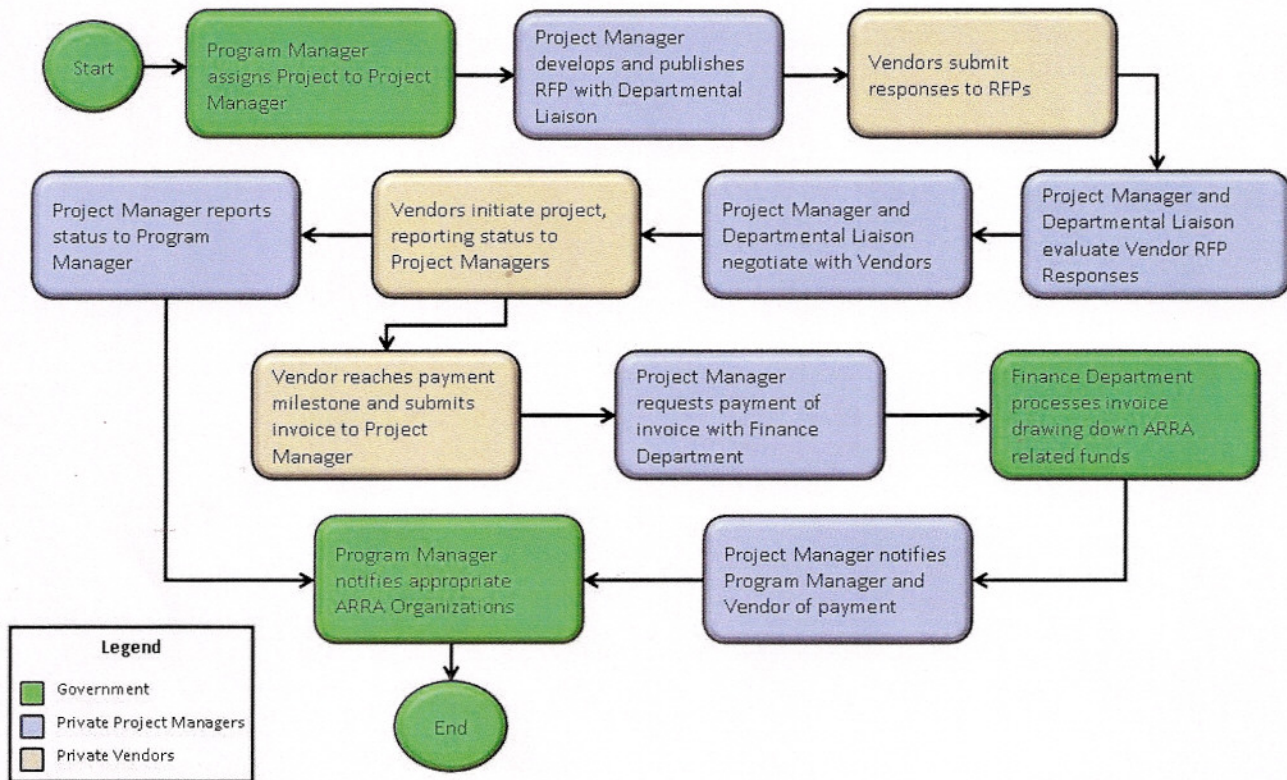 Start
Program Manager
assigns Project to Project
Manager
Project Manager
develops and publishes
RFP with Departmental
Liaison
Vendors submit
responses to RFPs
Project Manager and
Departmental Liaison
evaluate Vendor RFP
Responses
Project Manager and
Departmental Liaison
negotiate with Vendors
Vendors initiate project,
reporting status to
Project Managers
Project Manager reports
status to Program
Manager
Vendor reaches payment
milestone and submits
invoice to Project
Manager
Project Manager
requests payment of
invoice with Finance
Department
Finance Department
processes invoice
drawing down ARRA
related funds
Project Manager notifies
Program Manager and
Vendor of payment
Program Manager
notifies appropriate
ARRA Organizations
End
Legend
Government
Private Project Managers
Private Vendors